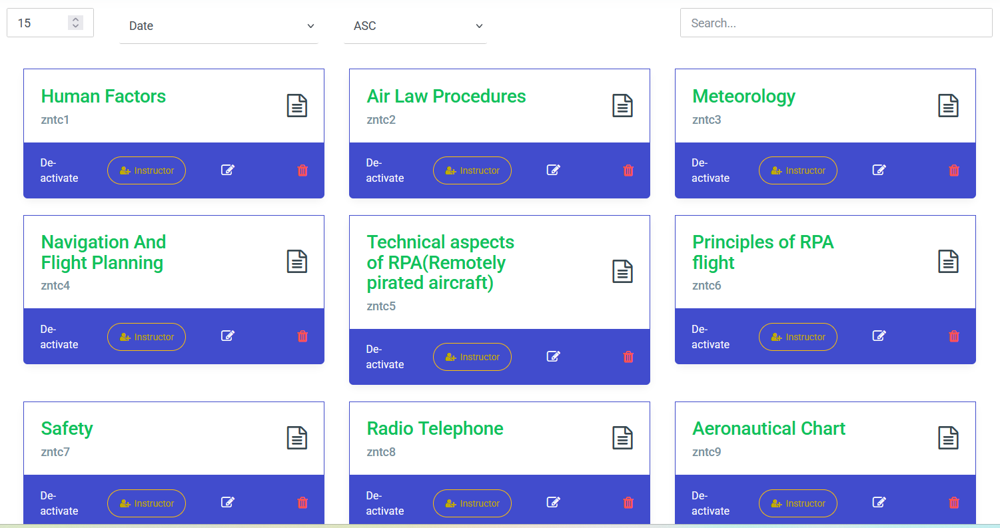 15
Date
ASC
Search...
Human Factors
zntc1
De-
activate
Instructor
Air Law Procedures
zntc2
De-
activate
Instructor
Meteorology
zntc3
De-
activate
Instructor
Navigation And
Flight Planning
zntc4
De-
activate
Instructor
Technical aspects
of RPA(Remotely
pirated aircraft)
zntc5
De-
activate
Instructor
Principles of RPA
flight
zntc6
De-
activate
Instructor
Safety
zntc7
De-
activate
Instructor
Radio Telephone
zntc8
De-
activate
Instructor
Aeronautical Chart
zntc9
De-
activate
Instructor